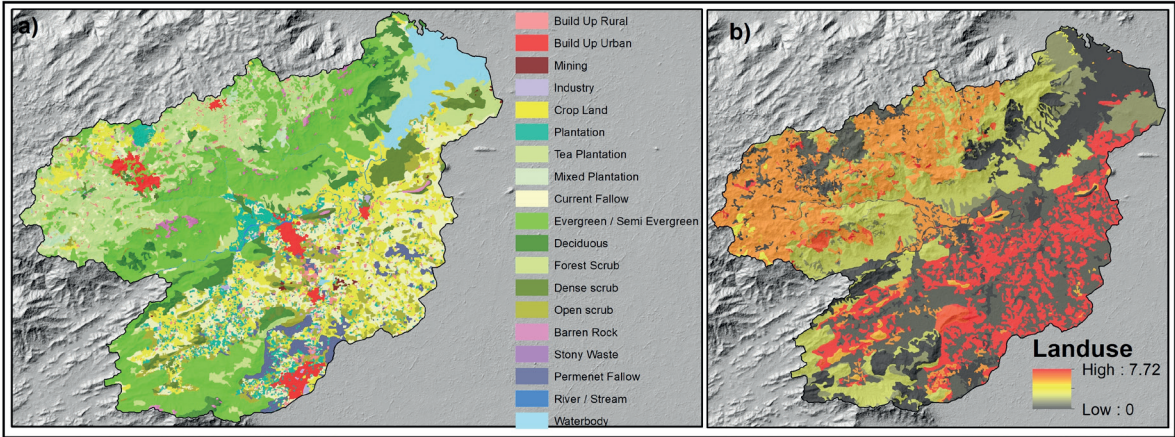 a)
Build Up Rural
Build Up Urban
Mining
Industry
Crop Land
Plantation
Tea Plantation
Mixed Plantation
Current Fallow
Evergreen / Semi Evergreen
Deciduous
Forest Scrub
Dense scrub
Open scrub
Barren Rock
Stony Waste
Permenet Fallow
River / Stream
Waterbody
b)
Landuse
High : 7.72
Low : 0